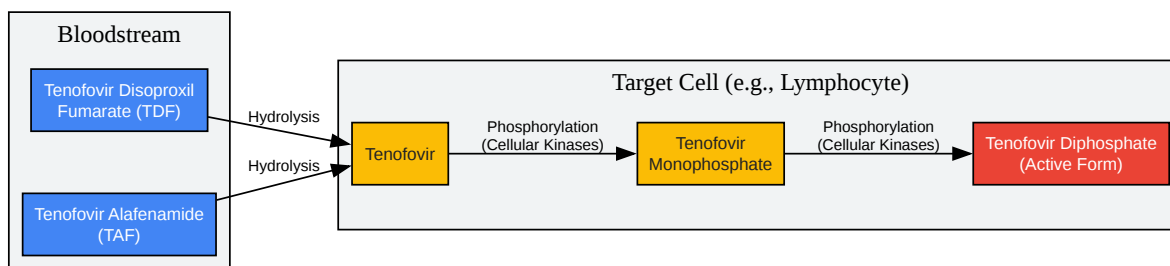 Bloodstream
Tenofovir Disoproxil
Fumarate (TDF)
Tenofovir Alafenamide
(TAF)
Hydrolysis
Hydrolysis
Target Cell (e.g., Lymphocyte)
Tenofovir
Phosphorylation
(Cellular Kinases)
Tenofovir
Monophosphate
Phosphorylation
(Cellular Kinases)
Tenofovir Diphosphate
(Active Form)